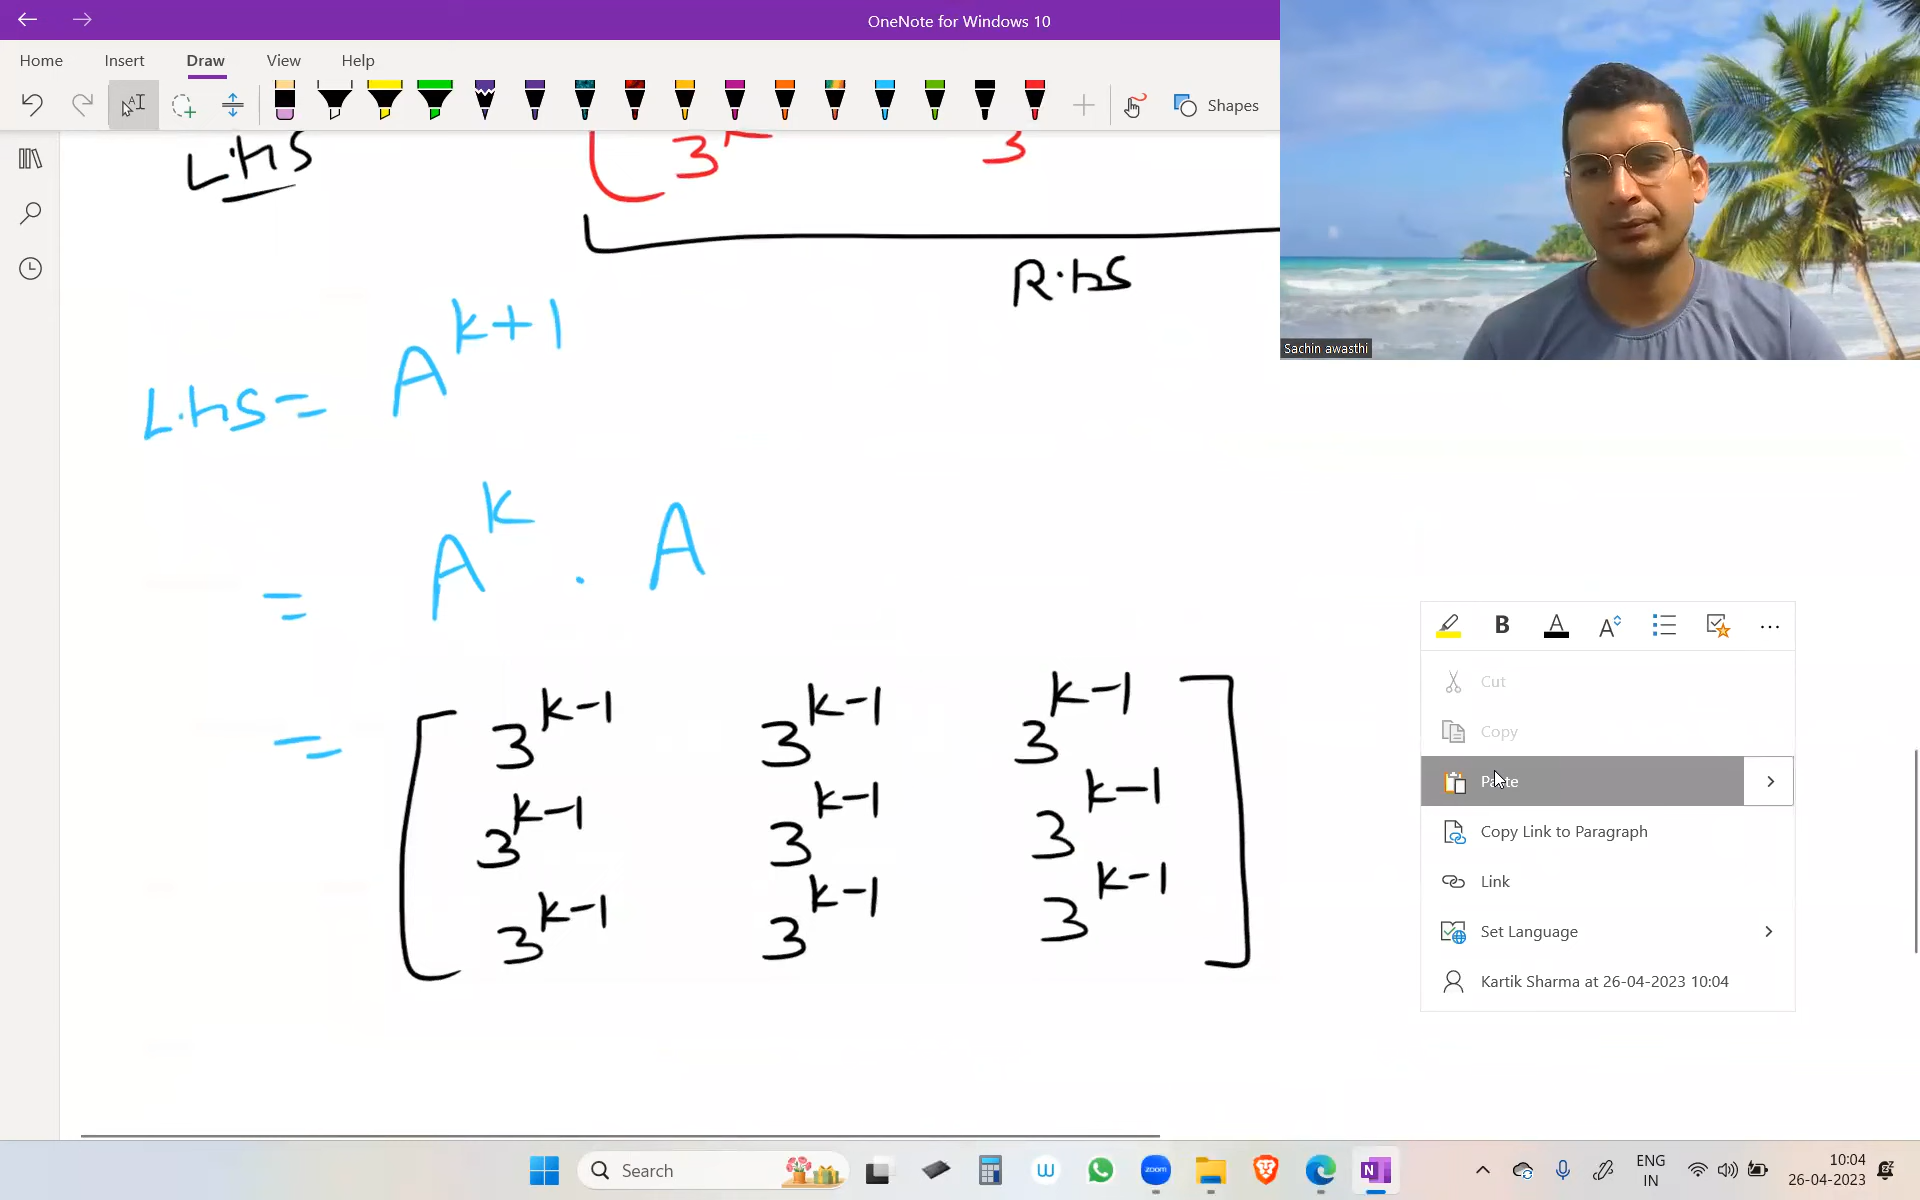 OneNote for Windows 10
Home Insert Draw View Help
Shapes
L.hs
3^k 3
R.hs
Sachin awasthi
L.hs = A^{k+1}
= A^k . A
= [ 3^{k-1} 3^{k-1} 3^{k-1}
3^{k-1} 3^{k-1} 3^{k-1}
3^{k-1} 3^{k-1} 3^{k-1} ]
B A A ...
Cut
Copy
Paste
Copy Link to Paragraph
Link
Set Language
Kartik Sharma at 26-04-2023 10:04
Search
zoom
N
ENG
IN
10:04
26-04-2023